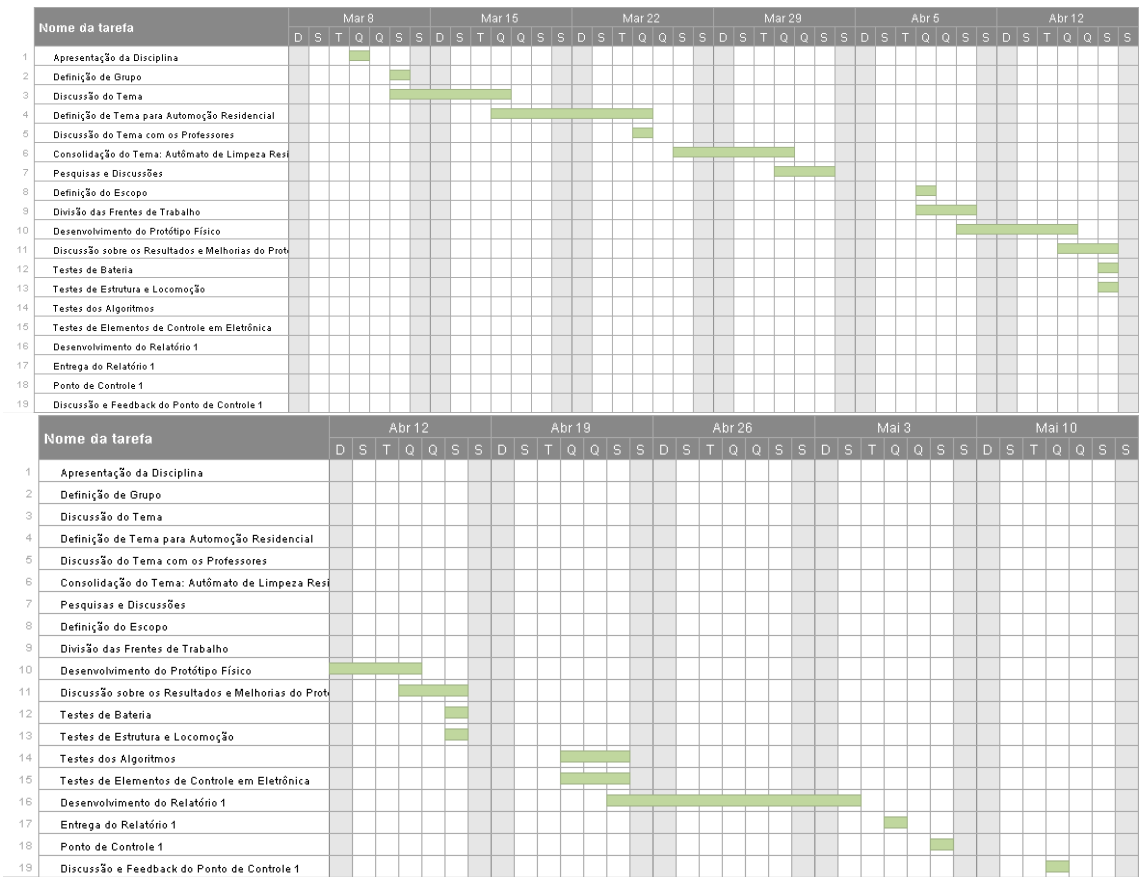 Nome da tarefa
Mar 8 Mar 15 Mar 22 Mar 29 Abr 5 Abr 12
D S T Q Q S S D S T Q Q S S D S T Q Q S S D S T Q Q S S D S T Q Q S S D S T Q Q S S
1 Apresentação da Disciplina
2 Definição de Grupo
3 Discussão do Tema
4 Definição de Tema para Automoção Residencial
5 Discussão do Tema com os Professores
6 Consolidação do Tema: Autômato de Limpeza Resi
7 Pesquisas e Discussões
8 Definição do Escopo
9 Divisão das Frentes de Trabalho
10 Desenvolvimento do Protótipo Físico
11 Discussão sobre os Resultados e Melhorias do Proto
12 Testes de Bateria
13 Testes de Estrutura e Locomoção
14 Testes dos Algoritmos
15 Testes de Elementos de Controle em Eletrônica
16 Desenvolvimento do Relatório 1
17 Entrega do Relatório 1
18 Ponto de Controle 1
19 Discussão e Feedback do Ponto de Controle 1
Nome da tarefa
Abr 12 Abr 19 Abr 26 Mai 3 Mai 10
D S T Q Q S S D S T Q Q S S D S T Q Q S S D S T Q Q S S D S T Q Q S S
1 Apresentação da Disciplina
2 Definição de Grupo
3 Discussão do Tema
4 Definição de Tema para Automoção Residencial
5 Discussão do Tema com os Professores
6 Consolidação do Tema: Autômato de Limpeza Resi
7 Pesquisas e Discussões
8 Definição do Escopo
9 Divisão das Frentes de Trabalho
10 Desenvolvimento do Protótipo Físico
11 Discussão sobre os Resultados e Melhorias do Proto
12 Testes de Bateria
13 Testes de Estrutura e Locomoção
14 Testes dos Algoritmos
15 Testes de Elementos de Controle em Eletrônica
16 Desenvolvimento do Relatório 1
17 Entrega do Relatório 1
18 Ponto de Controle 1
19 Discussão e Feedback do Ponto de Controle 1